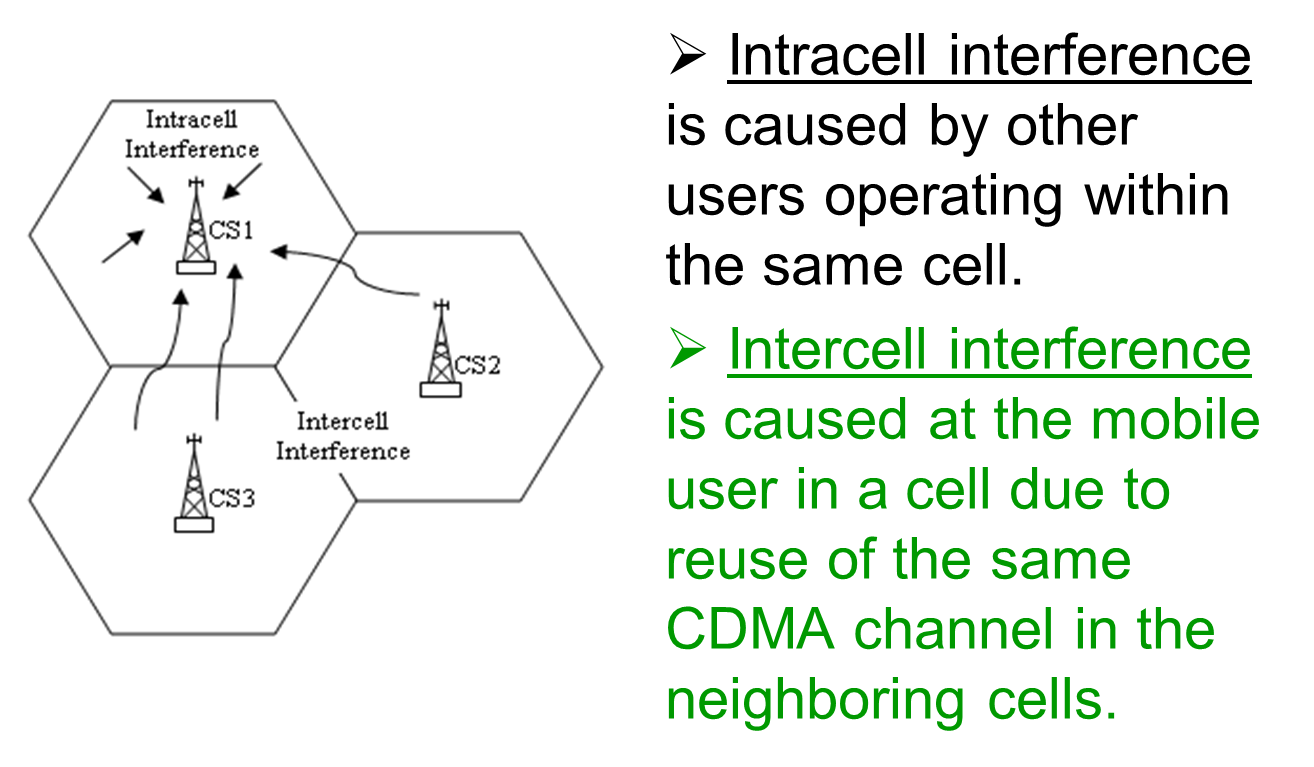 Intracell
Interference
CS1
CS2
Intercell
Interference
CS3
➢ Intracell interference
is caused by other
users operating within
the same cell.
➢ Intercell interference
is caused at the mobile
user in a cell due to
reuse of the same
CDMA channel in the
neighboring cells.